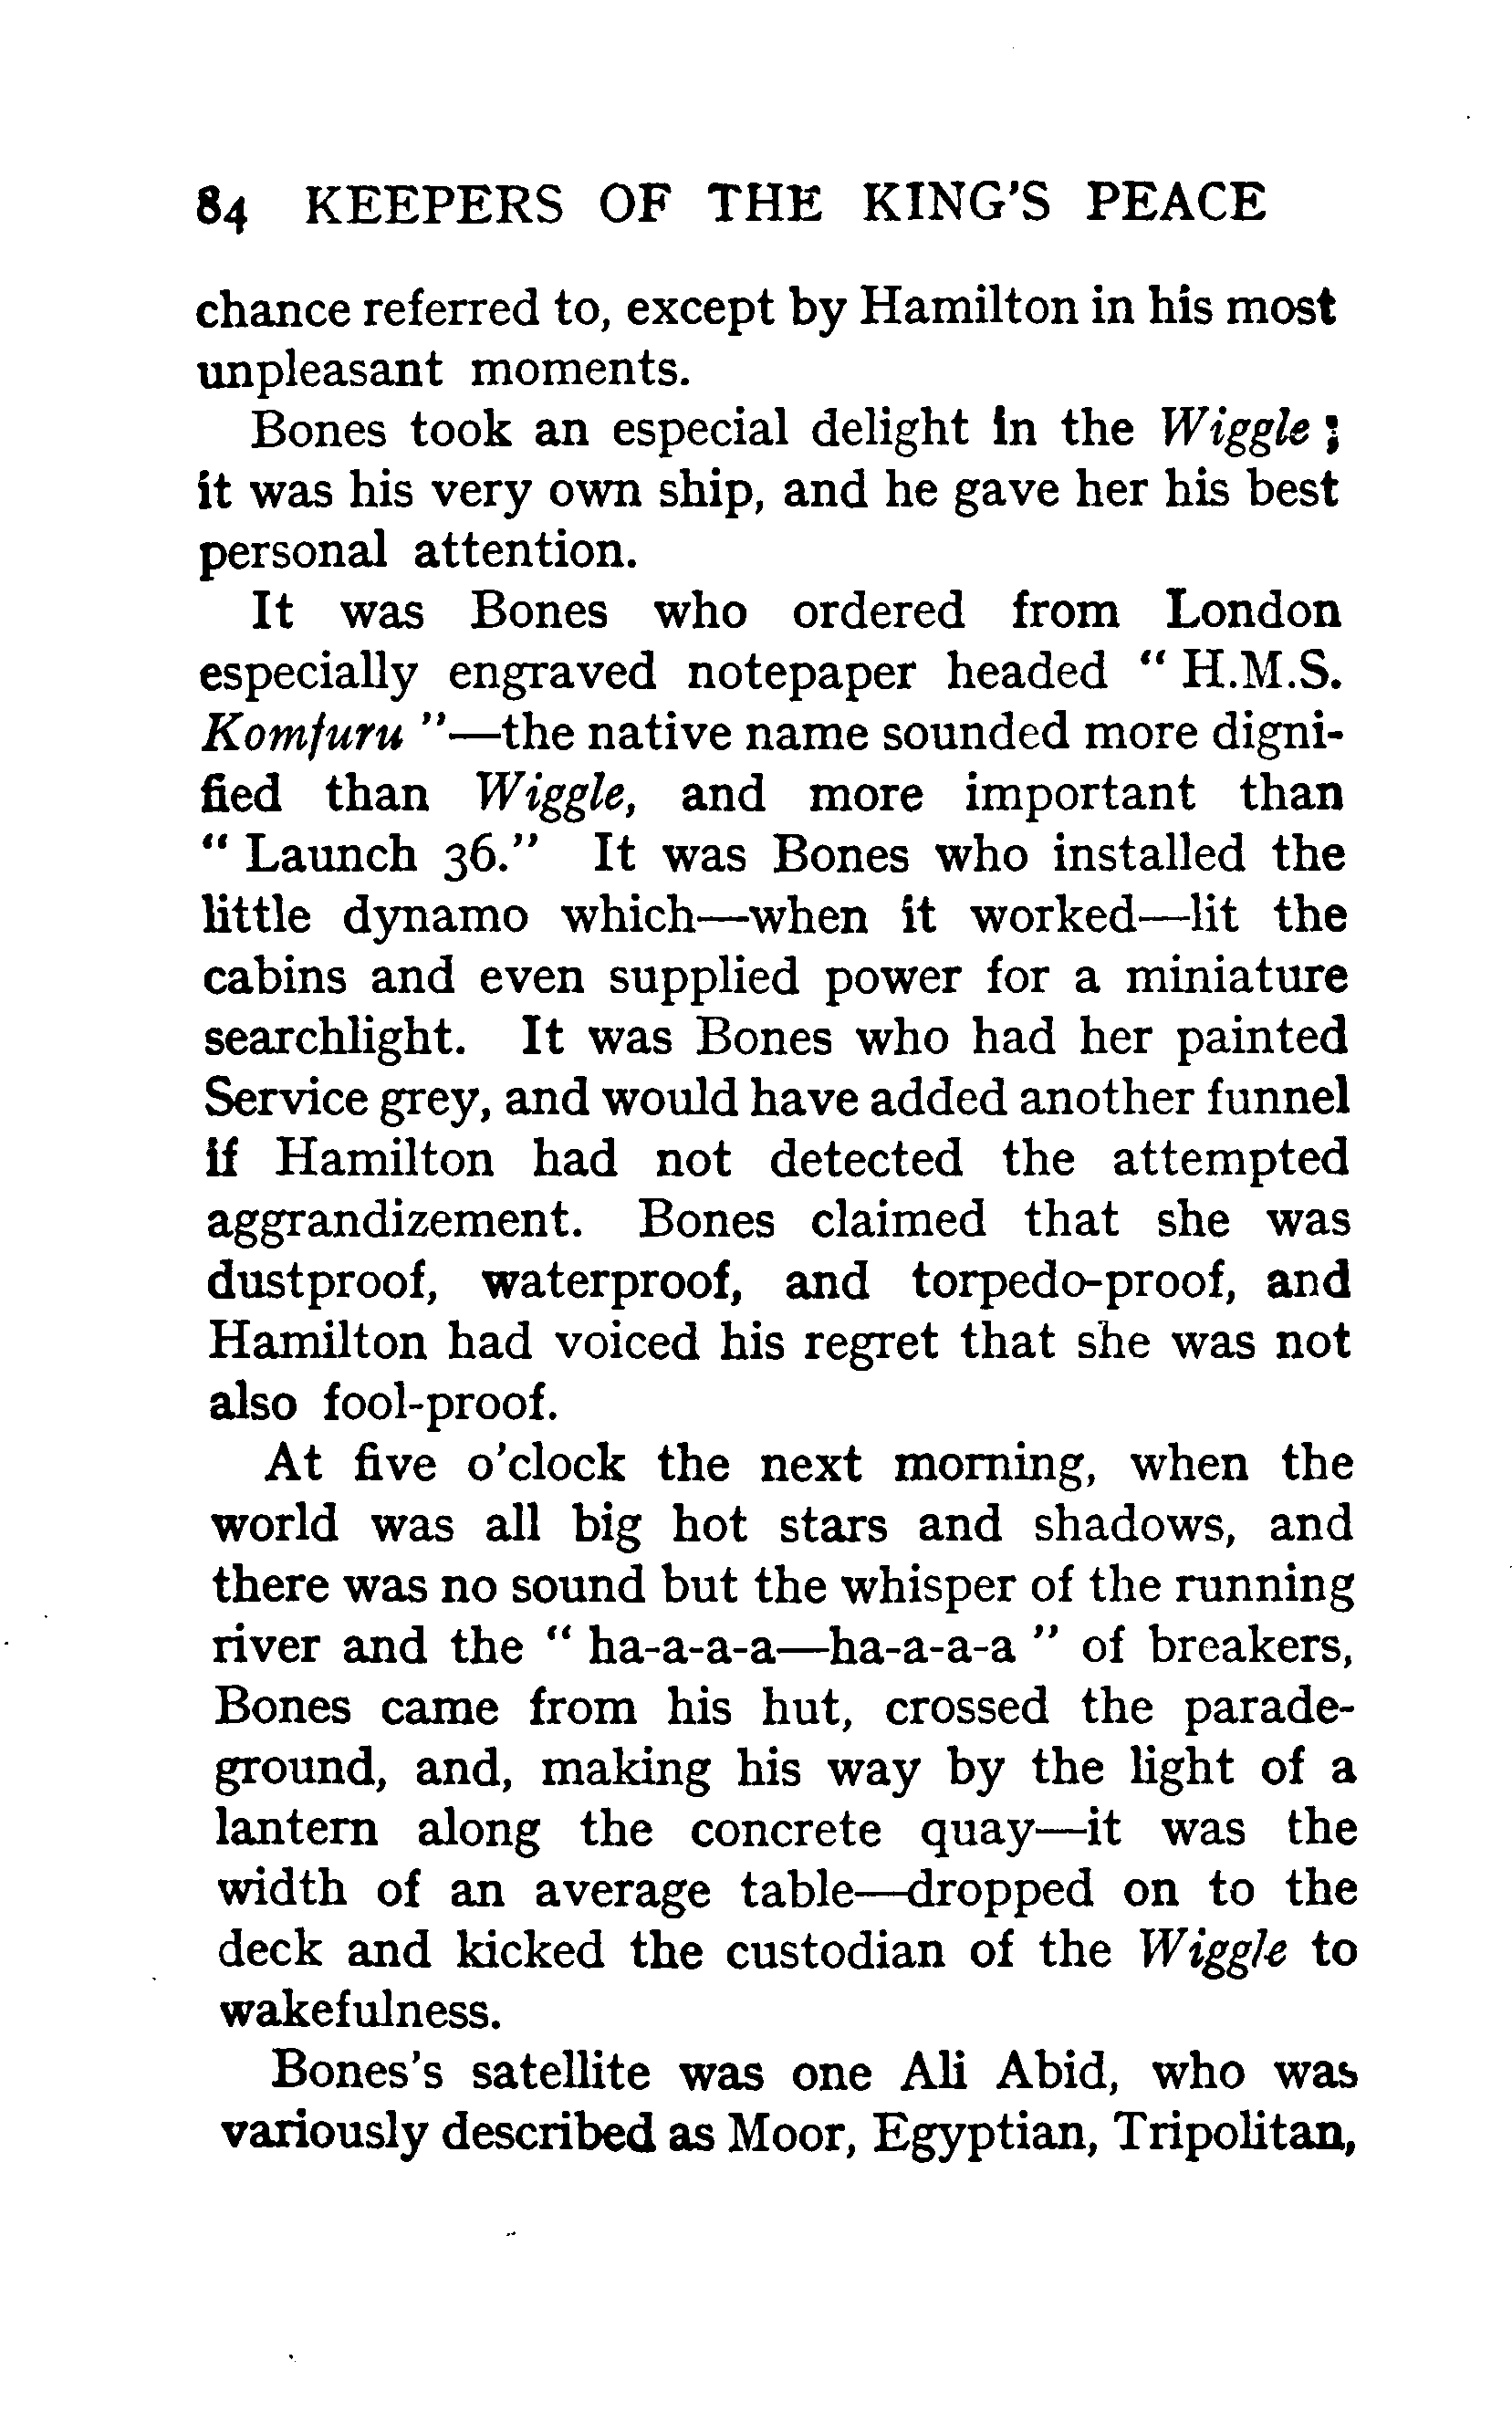 84 KEEPERS OF THE KING'S PEACE
chance referred to, except by Hamilton in his most
unpleasant moments.
Bones took an especial delight in the Wiggle ;
it was his very own ship, and he gave her his best
personal attention.
It was Bones who ordered from London
especially engraved notepaper headed " H.M.S.
Komfuru "—the native name sounded more digni-
fied than Wiggle, and more important than
" Launch 36." It was Bones who installed the
little dynamo which—when it worked—lit the
cabins and even supplied power for a miniature
searchlight. It was Bones who had her painted
Service grey, and would have added another funnel
if Hamilton had not detected the attempted
aggrandizement. Bones claimed that she was
dustproof, waterproof, and torpedo-proof, and
Hamilton had voiced his regret that she was not
also fool-proof.
At five o'clock the next morning, when the
world was all big hot stars and shadows, and
there was no sound but the whisper of the running
river and the " ha-a-a-a—ha-a-a-a " of breakers,
Bones came from his hut, crossed the parade-
ground, and, making his way by the light of a
lantern along the concrete quay—it was the
width of an average table—dropped on to the
deck and kicked the custodian of the Wiggle to
wakefulness.
Bones's satellite was one Ali Abid, who was
variously described as Moor, Egyptian, Tripolitan,